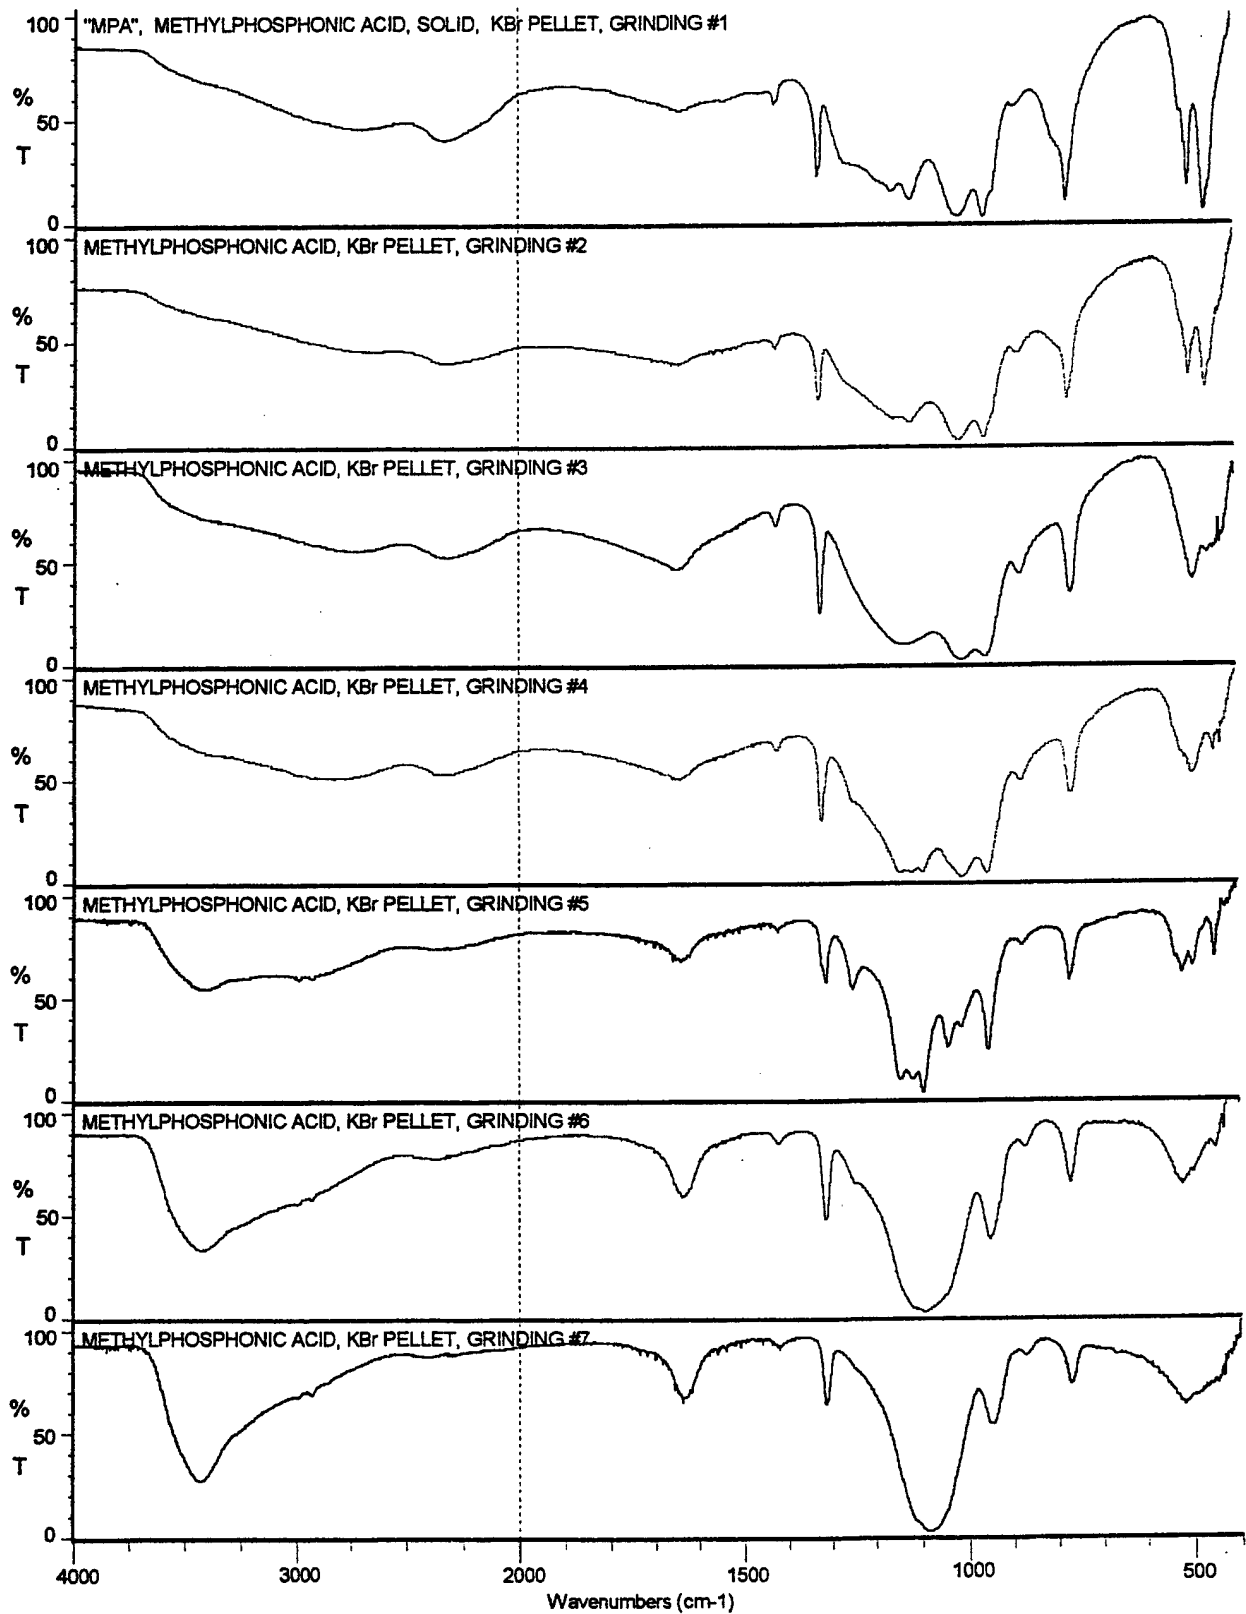 100 "MPA", METHYLPHOSPHONIC ACID, SOLID, KBr PELLET, GRINDING #1
%
50
T
0
100 METHYLPHOSPHONIC ACID, KBr PELLET, GRINDING #2
%
50
T
0
100 METHYLPHOSPHONIC ACID, KBr PELLET, GRINDING #3
%
50
T
0
100 METHYLPHOSPHONIC ACID, KBr PELLET, GRINDING #4
%
50
T
0
100 METHYLPHOSPHONIC ACID, KBr PELLET, GRINDING #5
%
50
T
0
100 METHYLPHOSPHONIC ACID, KBr PELLET, GRINDING #6
%
50
T
0
100 METHYLPHOSPHONIC ACID, KBr PELLET, GRINDING #7
%
50
T
0
4000 3000 2000 1500 1000 500
Wavenumbers (cm-1)